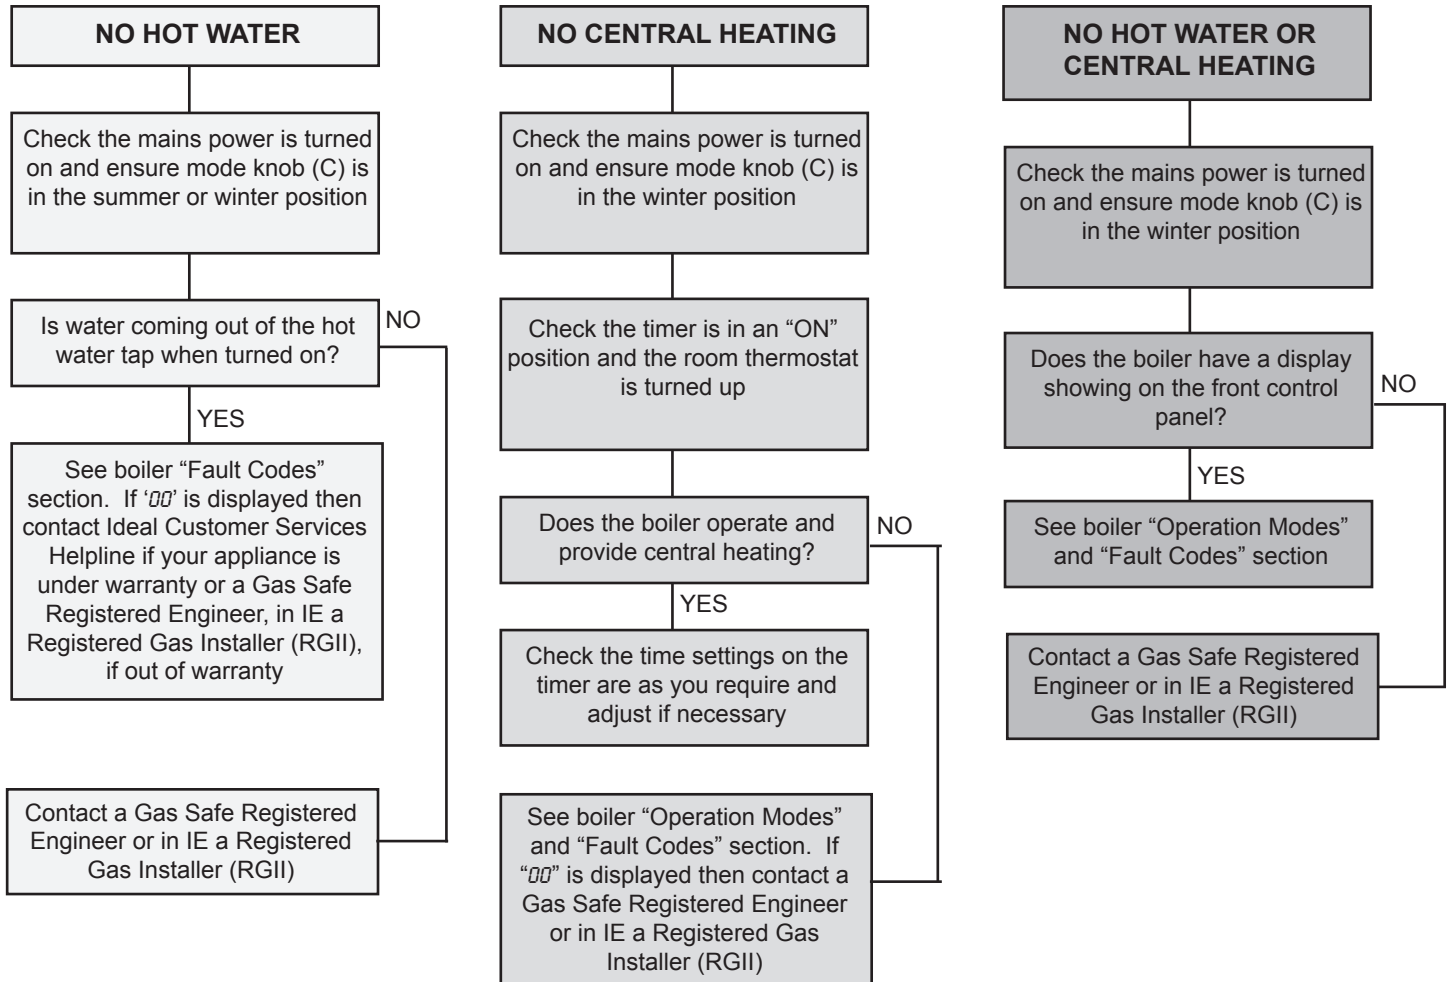 NO HOT WATER
Check the mains power is turned
on and ensure mode knob (C) is
in the summer or winter position
Is water coming out of the hot
water tap when turned on?
NO
YES
See boiler “Fault Codes”
section.  If ‘00’ is displayed then
contact Ideal Customer Services
Helpline if your appliance is
under warranty or a Gas Safe
Registered Engineer, in IE a
Registered Gas Installer (RGII),
if out of warranty
Contact a Gas Safe Registered
Engineer or in IE a Registered
Gas Installer (RGII)
NO CENTRAL HEATING
Check the mains power is turned
on and ensure mode knob (C) is
in the winter position
Check the timer is in an “ON”
position and the room thermostat
is turned up
Does the boiler operate and
provide central heating?
NO
YES
Check the time settings on the
timer are as you require and
adjust if necessary
See boiler “Operation Modes”
and “Fault Codes” section.  If
“00” is displayed then contact a
Gas Safe Registered Engineer
or in IE a Registered Gas
Installer (RGII)
NO HOT WATER OR
CENTRAL HEATING
Check the mains power is turned
on and ensure mode knob (C) is
in the winter position
Does the boiler have a display
showing on the front control
panel?
NO
YES
See boiler “Operation Modes”
and “Fault Codes” section
Contact a Gas Safe Registered
Engineer or in IE a Registered
Gas Installer (RGII)